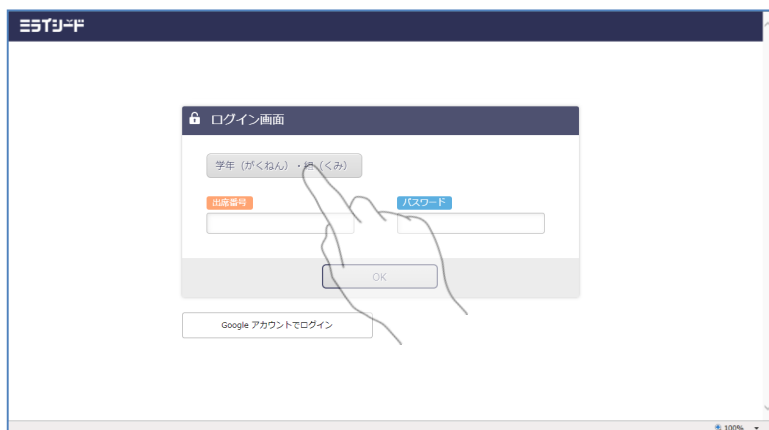 ミライシード
ログイン画面
学年（がくねん）・組（くみ）
出席番号
パスワード
OK
Google アカウントでログイン
100%